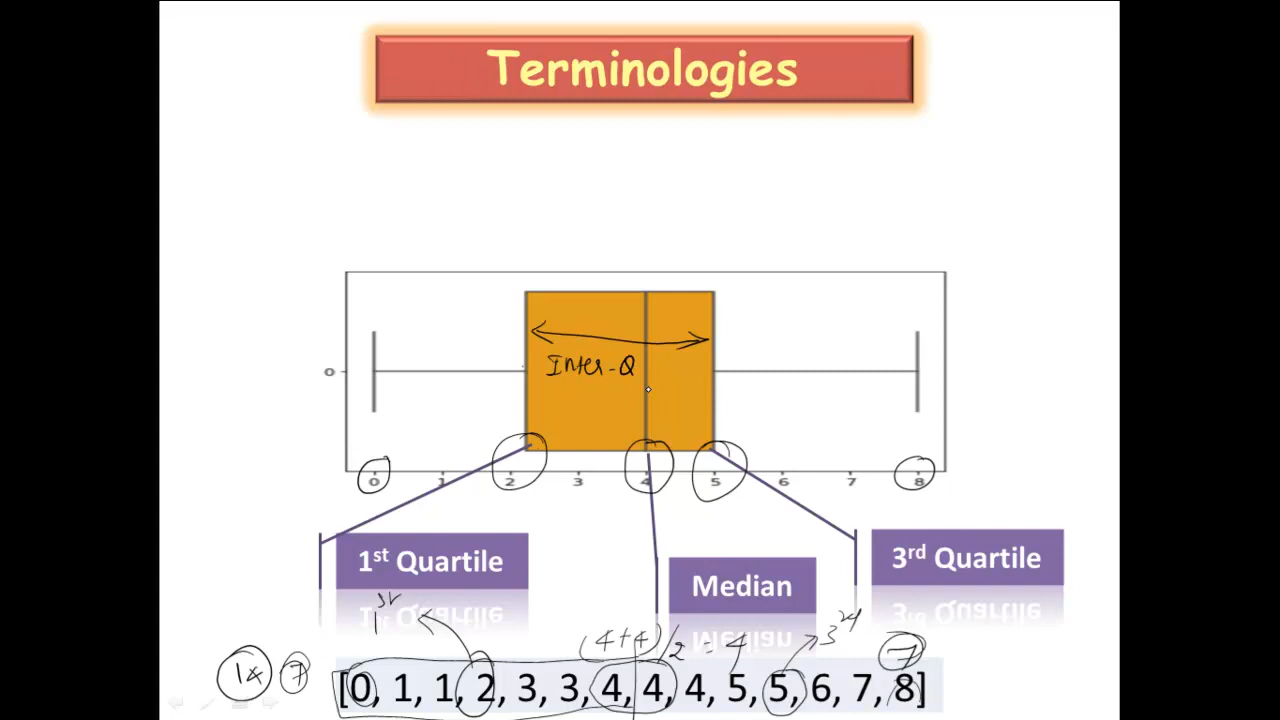 Terminologies
Inter-Q
0
0 1 2 3 4 5 6 7 8
1st Quartile
Median
3rd Quartile
1st
(4+4)/2 = 4
3rd
7
14 7
[0, 1, 1, 2, 3, 3, 4, 4, 4, 5, 5, 6, 7, 8]